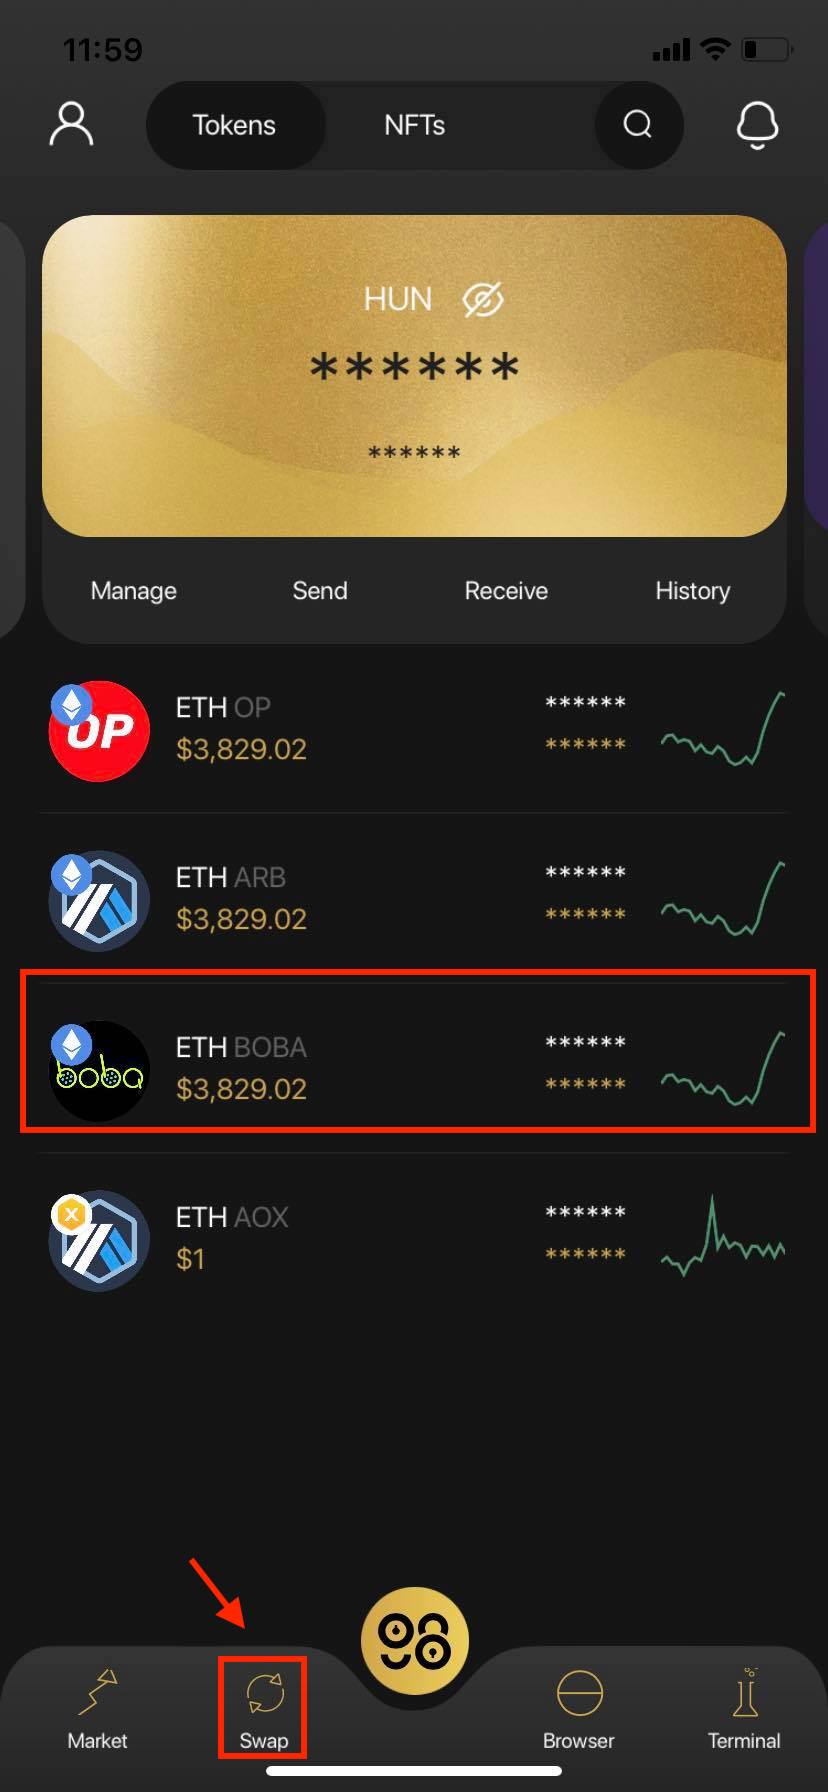 11:59
Tokens NFTs
HUN
******
******
Manage Send Receive History
OP
ETH OP ******
$3,829.02 ******
ETH ARB ******
$3,829.02 ******
boba
ETH BOBA ******
$3,829.02 ******
X
ETH AOX ******
$1 ******
98
Market Swap Browser Terminal